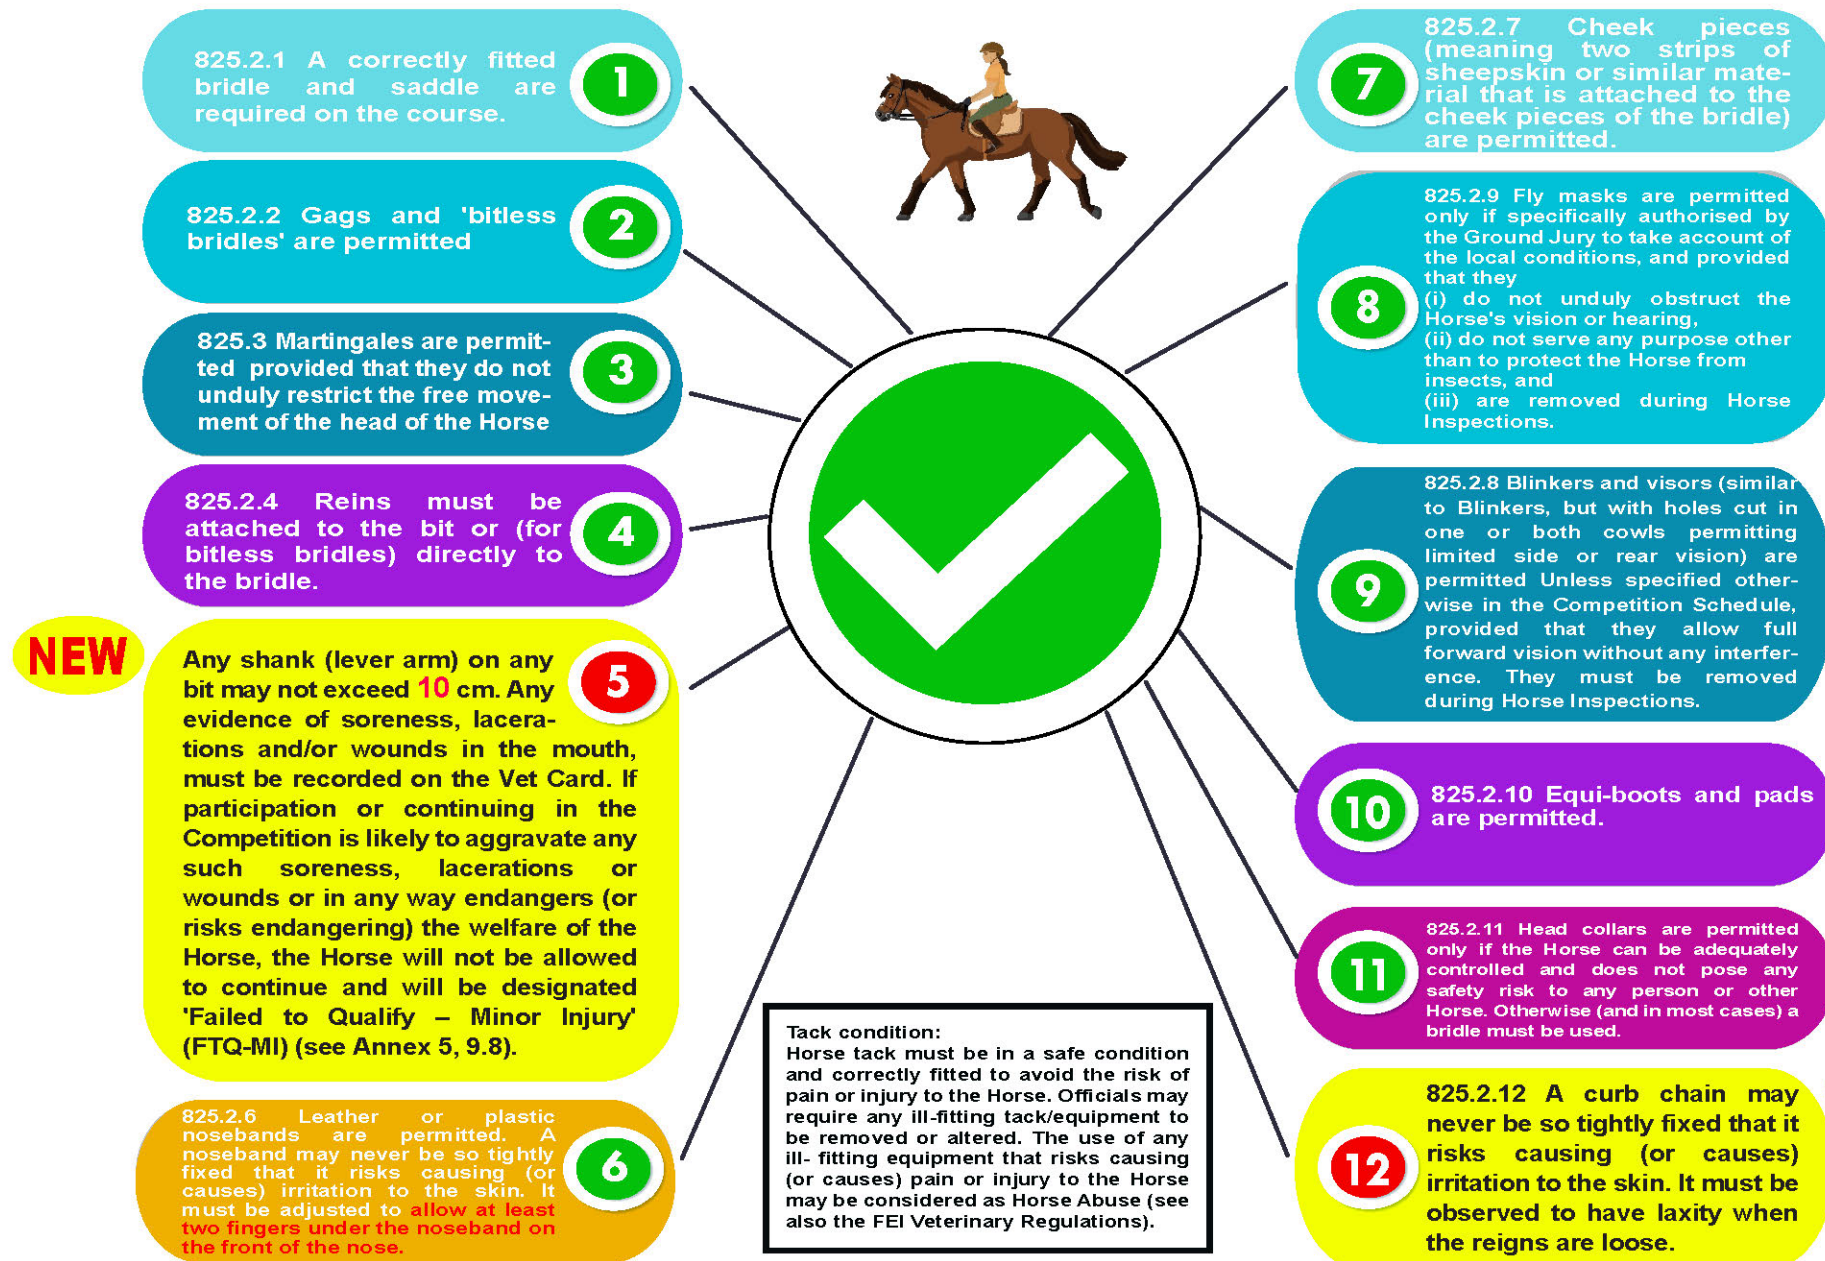 825.2.1 A correctly fitted
bridle and saddle are
required on the course.
1
825.2.2 Gags and 'bitless
bridles' are permitted
2
825.3 Martingales are permit-
ted provided that they do not
unduly restrict the free move-
ment of the head of the Horse
3
825.2.4 Reins must be
attached to the bit or (for
bitless bridles) directly to
the bridle.
4
NEW
Any shank (lever arm) on any
bit may not exceed 10 cm. Any
evidence of soreness, lacera-
tions and/or wounds in the mouth,
must be recorded on the Vet Card. If
participation or continuing in the
Competition is likely to aggravate any
such soreness, lacerations or
wounds or in any way endangers (or
risks endangering) the welfare of the
Horse, the Horse will not be allowed
to continue and will be designated
'Failed to Qualify – Minor Injury'
(FTQ-MI) (see Annex 5, 9.8).
5
825.2.6 Leather or plastic
nosebands are permitted. A
noseband may never be so tightly
fixed that it risks causing (or
causes) irritation to the skin. It
must be adjusted to allow at least
two fingers under the noseband on
the front of the nose.
6
Tack condition:
Horse tack must be in a safe condition
and correctly fitted to avoid the risk of
pain or injury to the Horse. Officials may
require any ill-fitting tack/equipment to
be removed or altered. The use of any
ill- fitting equipment that risks causing
(or causes) pain or injury to the Horse
may be considered as Horse Abuse (see
also the FEI Veterinary Regulations).
7
825.2.7 Cheek pieces
(meaning two strips of
sheepskin or similar mate-
rial that is attached to the
cheek pieces of the bridle)
are permitted.
8
825.2.9 Fly masks are permitted
only if specifically authorised by
the Ground Jury to take account of
the local conditions, and provided
that they
(i) do not unduly obstruct the
Horse's vision or hearing,
(ii) do not serve any purpose other
than to protect the Horse from
insects, and
(iii) are removed during Horse
Inspections.
9
825.2.8 Blinkers and visors (similar
to Blinkers, but with holes cut in
one or both cowls permitting
limited side or rear vision) are
permitted Unless specified other-
wise in the Competition Schedule,
provided that they allow full
forward vision without any interfer-
ence. They must be removed
during Horse Inspections.
10
825.2.10 Equi-boots and pads
are permitted.
11
825.2.11 Head collars are permitted
only if the Horse can be adequately
controlled and does not pose any
safety risk to any person or other
Horse. Otherwise (and in most cases) a
bridle must be used.
12
825.2.12 A curb chain may
never be so tightly fixed that it
risks causing (or causes)
irritation to the skin. It must be
observed to have laxity when
the reigns are loose.